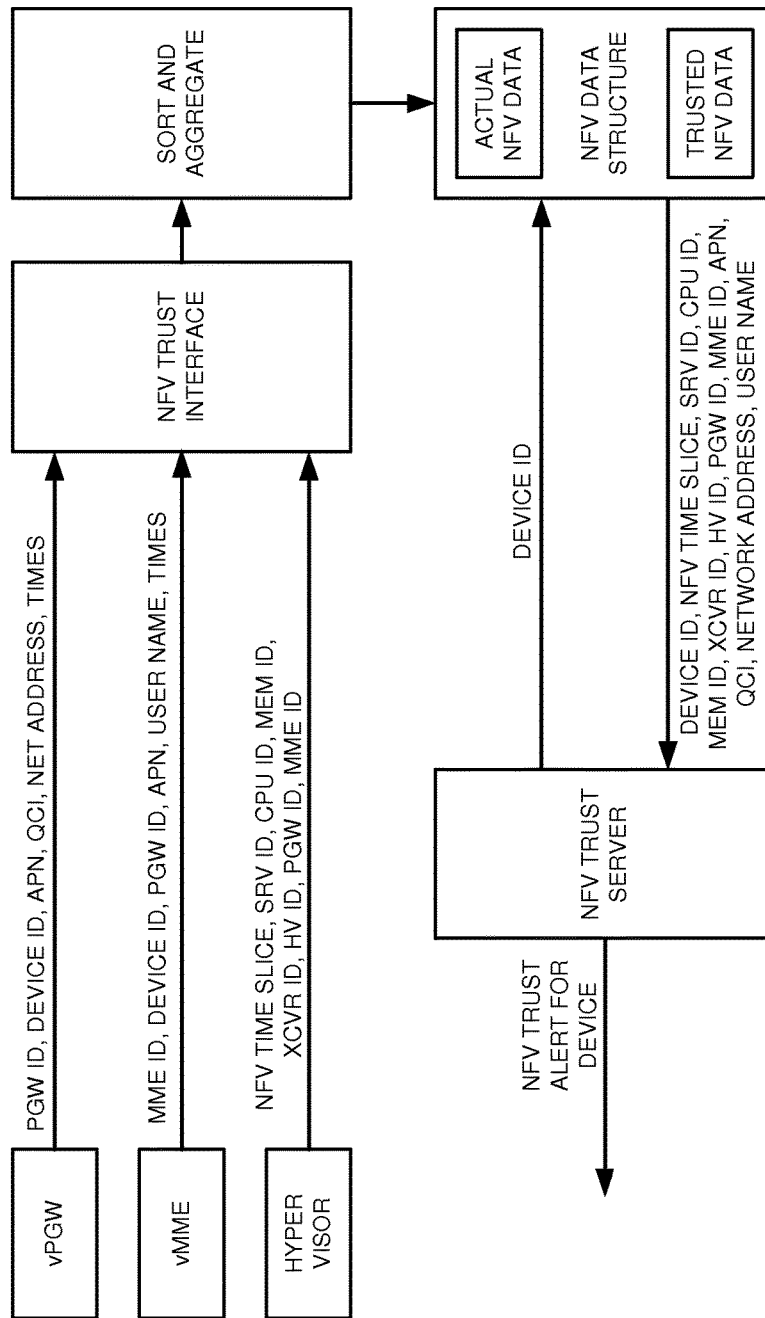 vPGW
PGW ID, DEVICE ID, APN, QCI, NET ADDRESS, TIMES
vMME
MME ID, DEVICE ID, PGW ID, APN, USER NAME, TIMES
HYPER
VISOR
NFV TIME SLICE, SRV ID, CPU ID, MEM ID,
XCVR ID, HV ID, PGW ID, MME ID
NFV TRUST
INTERFACE
SORT AND
AGGREGATE
NFV TRUST
ALERT FOR
DEVICE
NFV TRUST
SERVER
DEVICE ID
DEVICE ID, NFV TIME SLICE, SRV ID, CPU ID,
MEM ID, XCVR ID, HV ID, PGW ID, MME ID, APN,
QCI, NETWORK ADDRESS, USER NAME
ACTUAL
NFV DATA
NFV DATA
STRUCTURE
TRUSTED
NFV DATA